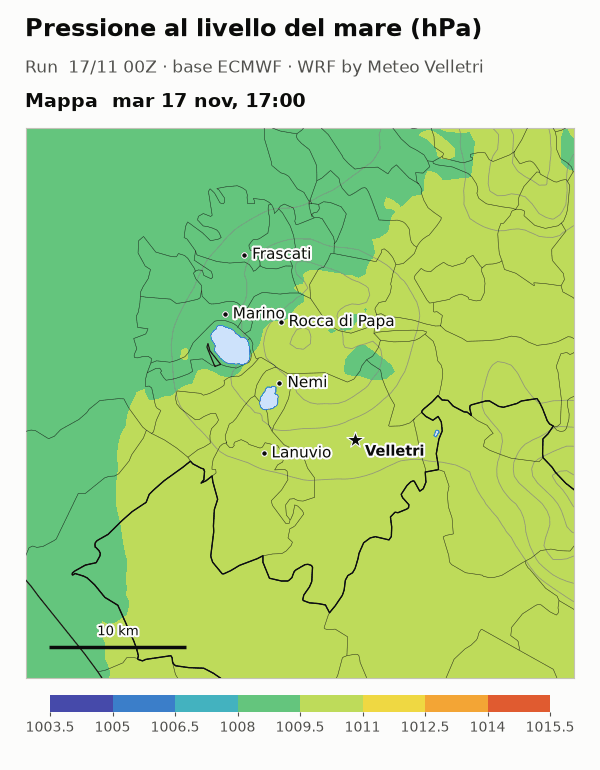 Pressione al livello del mare (hPa)
Run  17/11 00Z · base ECMWF · WRF by Meteo Velletri
Mappa  mar 17 nov, 17:00
Frascati
Marino
Rocca di Papa
Nemi
Velletri
Lanuvio
10 km
1003.5 1005 1006.5 1008 1009.5 1011 1012.5 1014 1015.5